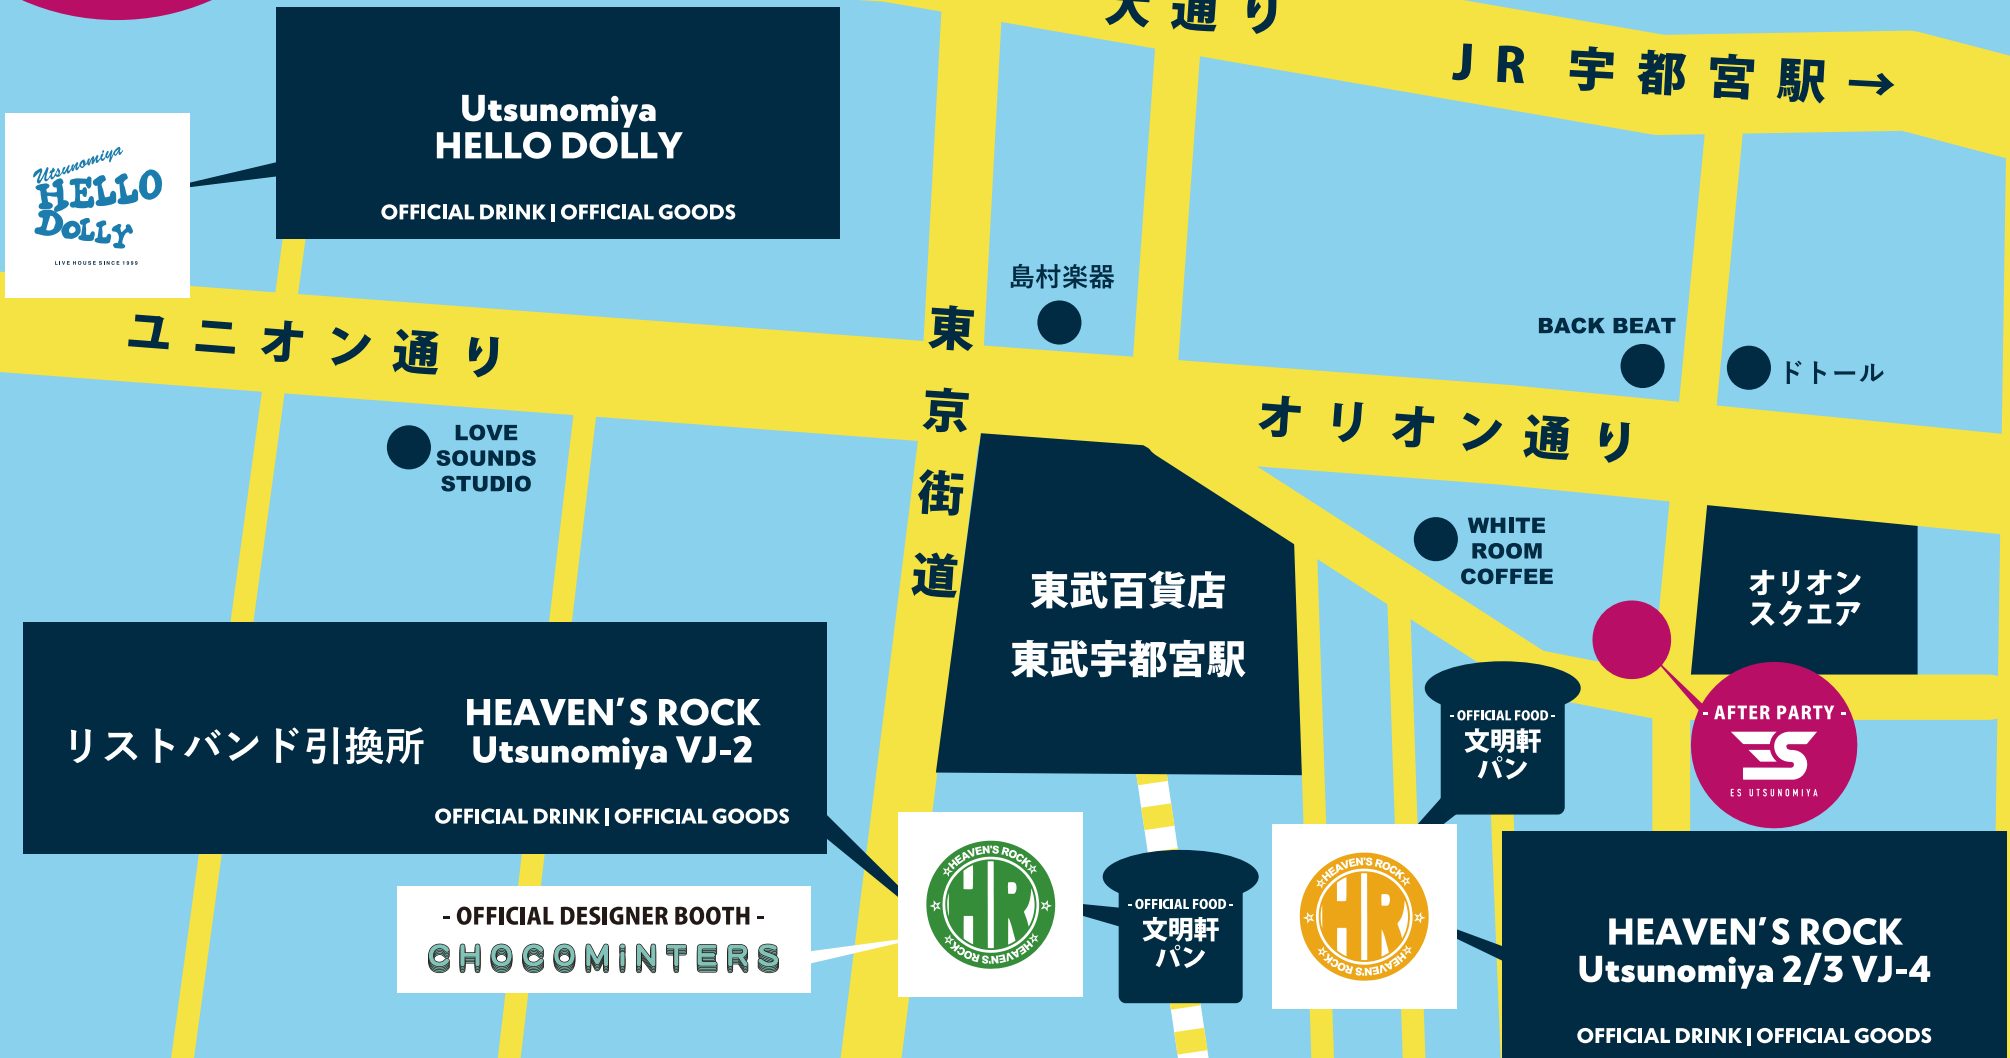 大通り
JR 宇都宮駅→
Utsunomiya
HELLO DOLLY
OFFICIAL DRINK | OFFICIAL GOODS
Utsunomiya
HELLO
DOLLY
LIVE HOUSE SINCE 1999
島村楽器
BACK BEAT
ドトール
ユニオン通り
東京街道
オリオン通り
LOVE
SOUNDS
STUDIO
WHITE
ROOM
COFFEE
オリオン
スクエア
東武百貨店
東武宇都宮駅
リストバンド引換所
HEAVEN'S ROCK
Utsunomiya VJ-2
OFFICIAL DRINK | OFFICIAL GOODS
- OFFICIAL FOOD -
文明軒
パン
- AFTER PARTY -
ES
ES UTSUNOMIYA
- OFFICIAL DESIGNER BOOTH -
CHOCOMiNTERS
☆HEAVEN'S ROCK☆
HR
☆HEAVEN'S ROCK☆
- OFFICIAL FOOD -
文明軒
パン
☆HEAVEN'S ROCK☆
HR
☆HEAVEN'S ROCK☆
HEAVEN'S ROCK
Utsunomiya 2/3 VJ-4
OFFICIAL DRINK | OFFICIAL GOODS